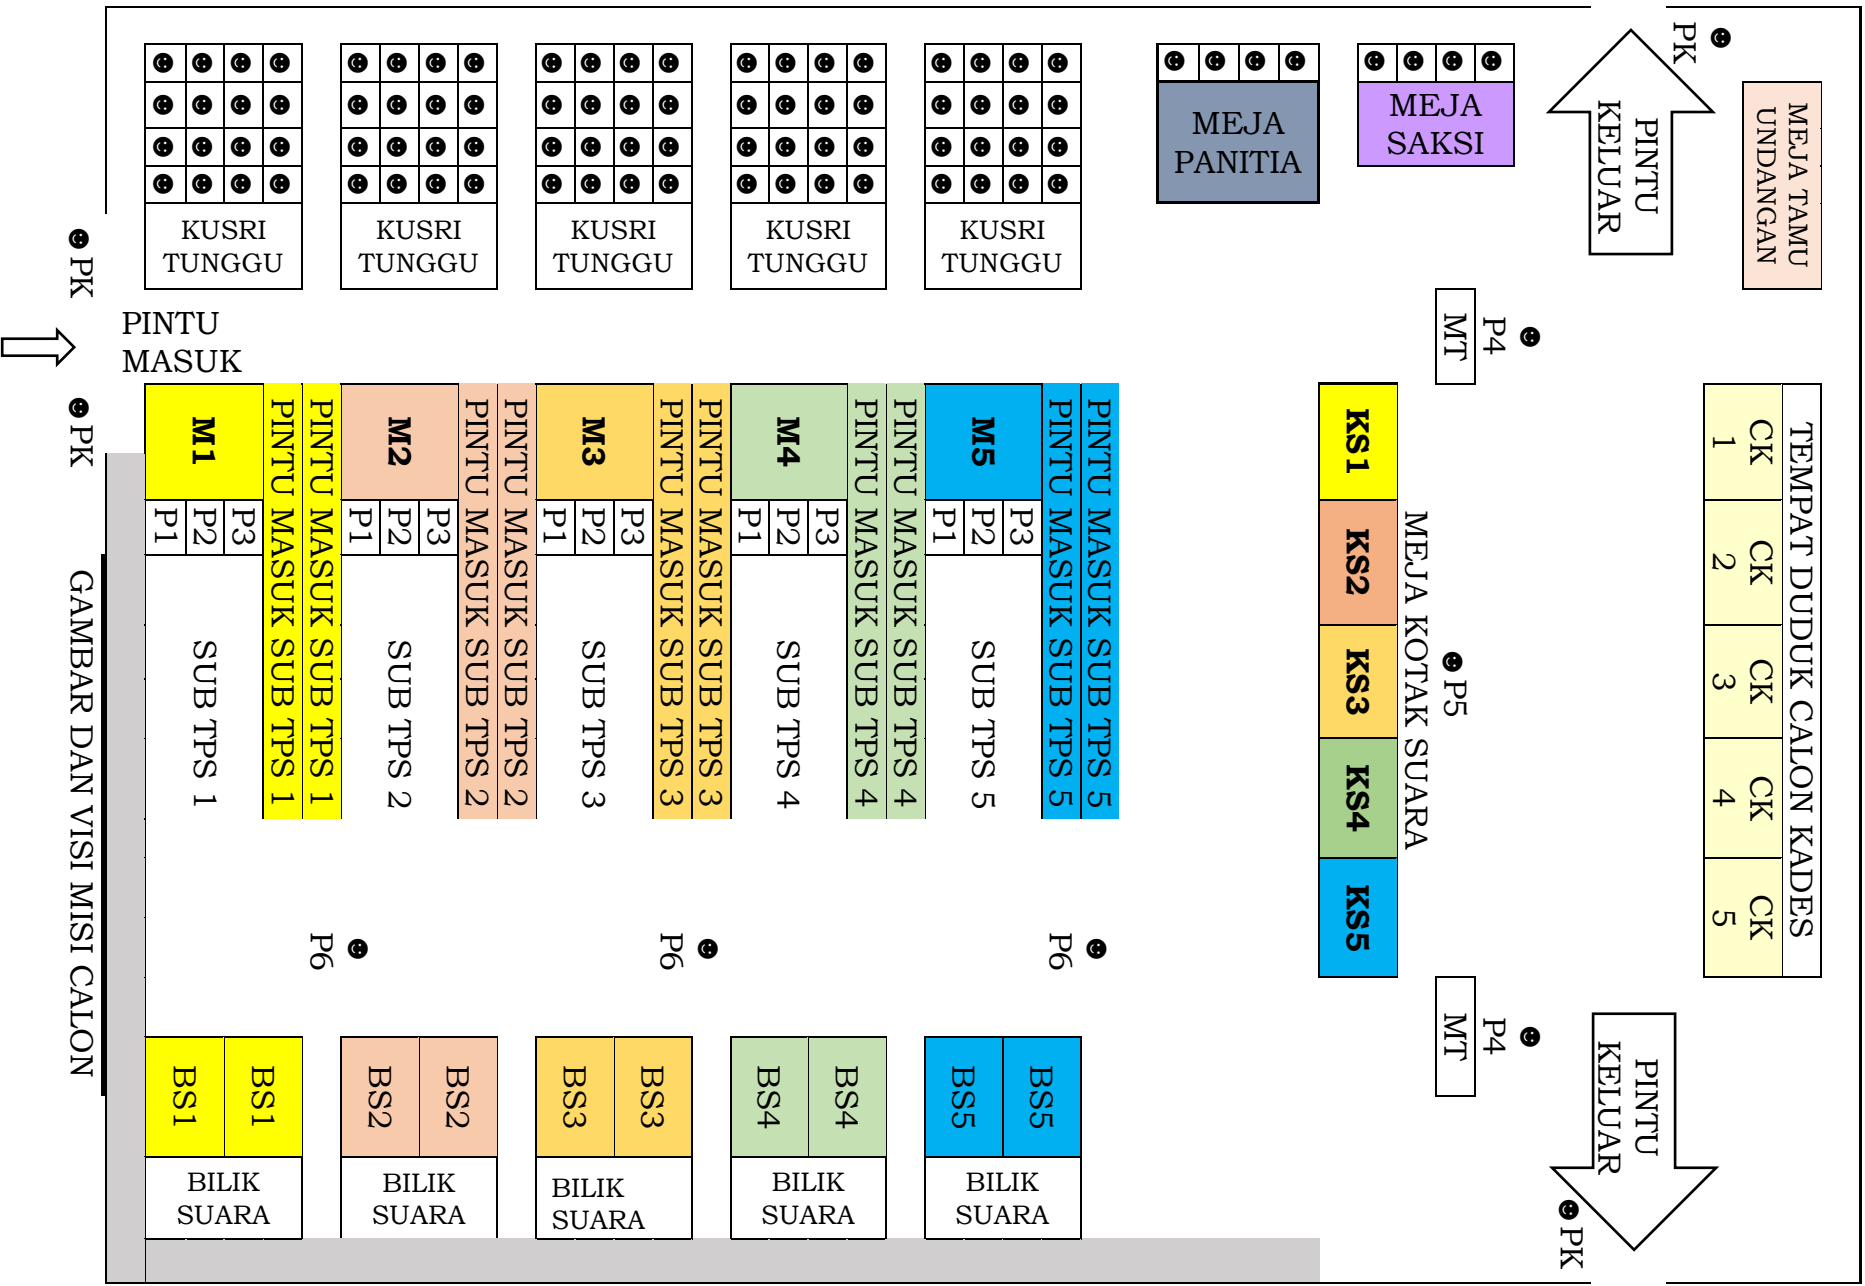 PK
MEJA
PANITIA
MEJA
SAKSI
PINTU
KELUAR
MEJA TAMU
UNDANGAN
KUSRI
TUNGGU
KUSRI
TUNGGU
KUSRI
TUNGGU
KUSRI
TUNGGU
KUSRI
TUNGGU
PK
PINTU
MASUK
P4
MT
PK
M1
P1
P2
P3
PINTU MASUK SUB TPS 1
PINTU MASUK SUB TPS 1
SUB TPS 1
M2
P1
P2
P3
PINTU MASUK SUB TPS 2
PINTU MASUK SUB TPS 2
SUB TPS 2
M3
P1
P2
P3
PINTU MASUK SUB TPS 3
PINTU MASUK SUB TPS 3
SUB TPS 3
M4
P1
P2
P3
PINTU MASUK SUB TPS 4
PINTU MASUK SUB TPS 4
SUB TPS 4
M5
P1
P2
P3
PINTU MASUK SUB TPS 5
PINTU MASUK SUB TPS 5
SUB TPS 5
KS1
KS2
KS3
KS4
KS5
MEJA KOTAK SUARA
P5
TEMPAT DUDUK CALON KADES
CK
1
CK
2
CK
3
CK
4
CK
5
GAMBAR DAN VISI MISI CALON
P6
P6
P6
P4
MT
BS1
BS1
BILIK
SUARA
BS2
BS2
BILIK
SUARA
BS3
BS3
BILIK
SUARA
BS4
BS4
BILIK
SUARA
BS5
BS5
BILIK
SUARA
PINTU
KELUAR
PK